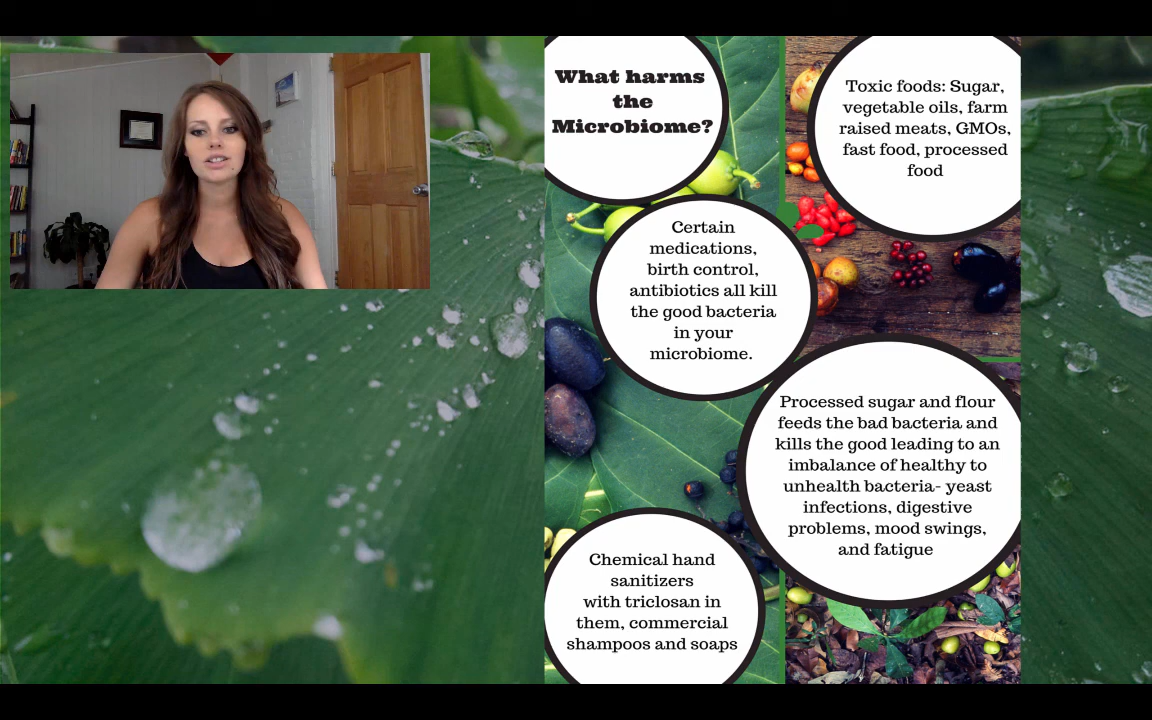 What harms
the
Microbiome?
Toxic foods: Sugar,
vegetable oils, farm
raised meats, GMOs,
fast food, processed
food
Certain
medications,
birth control,
antibiotics all kill
the good bacteria
in your
microbiome.
Processed sugar and flour
feeds the bad bacteria and
kills the good leading to an
imbalance of healthy to
unhealth bacteria- yeast
infections, digestive
problems, mood swings,
and fatigue
Chemical hand
sanitizers
with triclosan in
them, commercial
shampoos and soaps